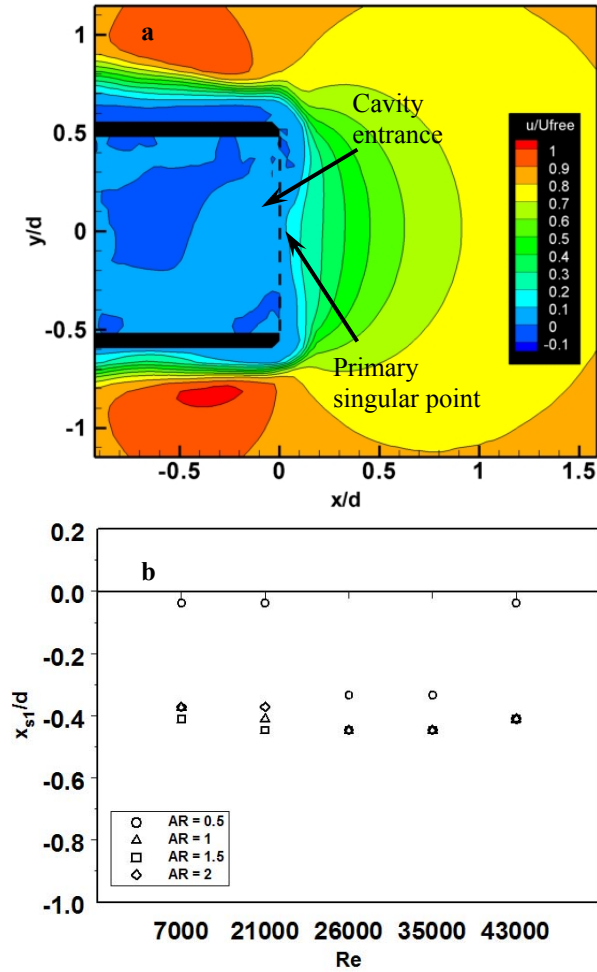 a
1
0.5
0
-0.5
-1
y/d
-0.5
0
0.5
1
1.5
x/d
Cavity
entrance
Primary
singular point
u/Ufree
1
0.9
0.8
0.7
0.6
0.5
0.4
0.3
0.2
0.1
0
-0.1
b
0.2
0.0
-0.2
-0.4
-0.6
-0.8
-1.0
xs1/d
AR = 0.5
AR = 1
AR = 1.5
AR = 2
7000
21000
26000
35000
43000
Re